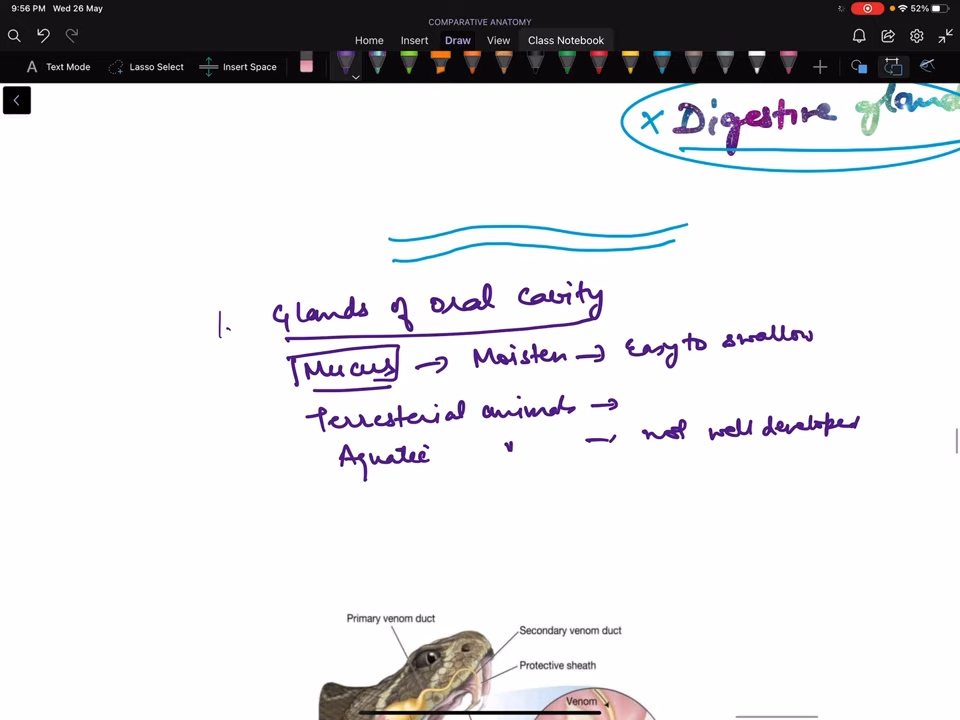 9:56 PM Wed 26 May
52%
COMPARATIVE ANATOMY
Home Insert Draw View Class Notebook
A Text Mode Lasso Select Insert Space
x Digestive gland
1. Glands of oral cavity
Mucus → Moisten → Easy to swallow
Terresterial animals →
Aquatic " → not well developed
Primary venom duct
Secondary venom duct
Protective sheath
Venom